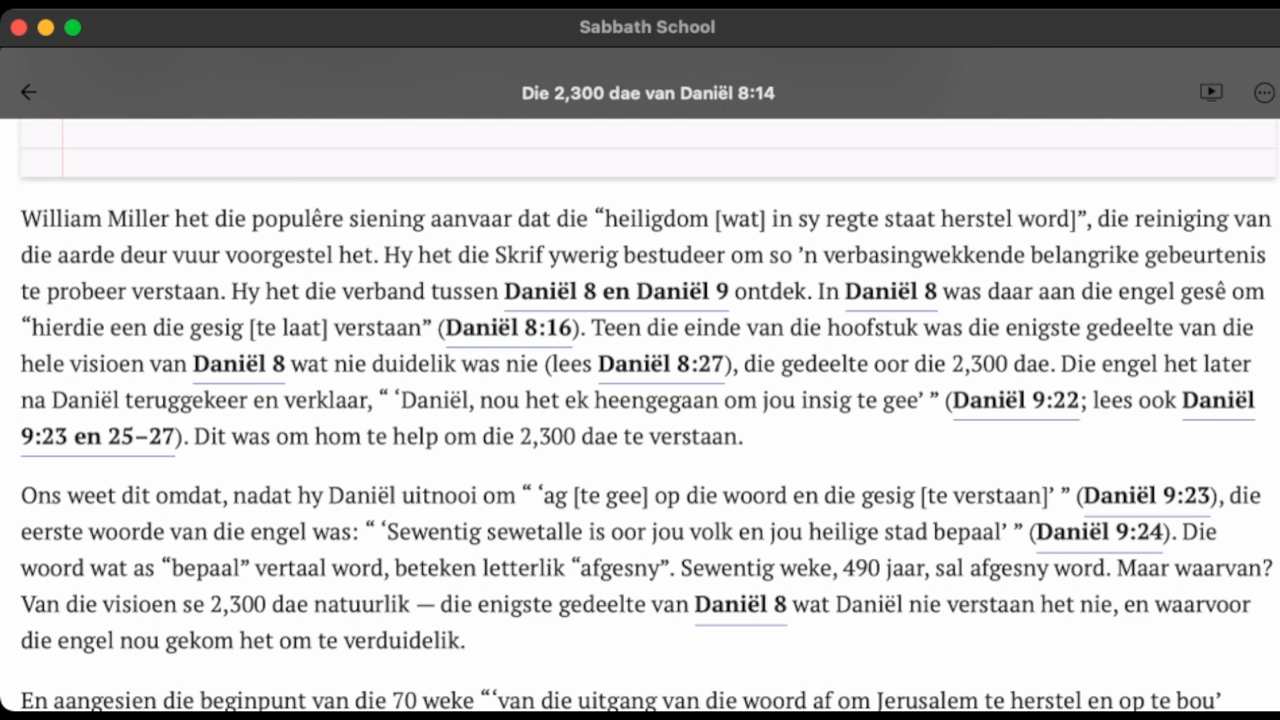 Sabbath School
Die 2,300 dae van Daniël 8:14
William Miller het die populêre siening aanvaar dat die “heiligdom [wat] in sy regte staat herstel word]”, die reiniging van
die aarde deur vuur voorgestel het. Hy het die Skrif ywerig bestudeer om so ’n verbasingwekkende belangrike gebeurtenis
te probeer verstaan. Hy het die verband tussen Daniël 8 en Daniël 9 ontdek. In Daniël 8 was daar aan die engel gesê om
“hierdie een die gesig [te laat] verstaan” (Daniël 8:16). Teen die einde van die hoofstuk was die enigste gedeelte van die
hele visioen van Daniël 8 wat nie duidelik was nie (lees Daniël 8:27), die gedeelte oor die 2,300 dae. Die engel het later
na Daniël teruggekeer en verklaar, “ ‘Daniël, nou het ek heengegaan om jou insig te gee’ ” (Daniël 9:22; lees ook Daniël
9:23 en 25–27). Dit was om hom te help om die 2,300 dae te verstaan.
Ons weet dit omdat, nadat hy Daniël uitnooi om “ ‘ag [te gee] op die woord en die gesig [te verstaan]’ ” (Daniël 9:23), die
eerste woorde van die engel was: “ ‘Sewentig sewetalle is oor jou volk en jou heilige stad bepaal’ ” (Daniël 9:24). Die
woord wat as “bepaal” vertaal word, beteken letterlik “afgesny”. Sewentig weke, 490 jaar, sal afgesny word. Maar waarvan?
Van die visioen se 2,300 dae natuurlik — die enigste gedeelte van Daniël 8 wat Daniël nie verstaan het nie, en waarvoor
die engel nou gekom het om te verduidelik.
En aangesien die beginpunt van die 70 weke “‘van die uitgang van die woord af om Jerusalem te herstel en op te bou’